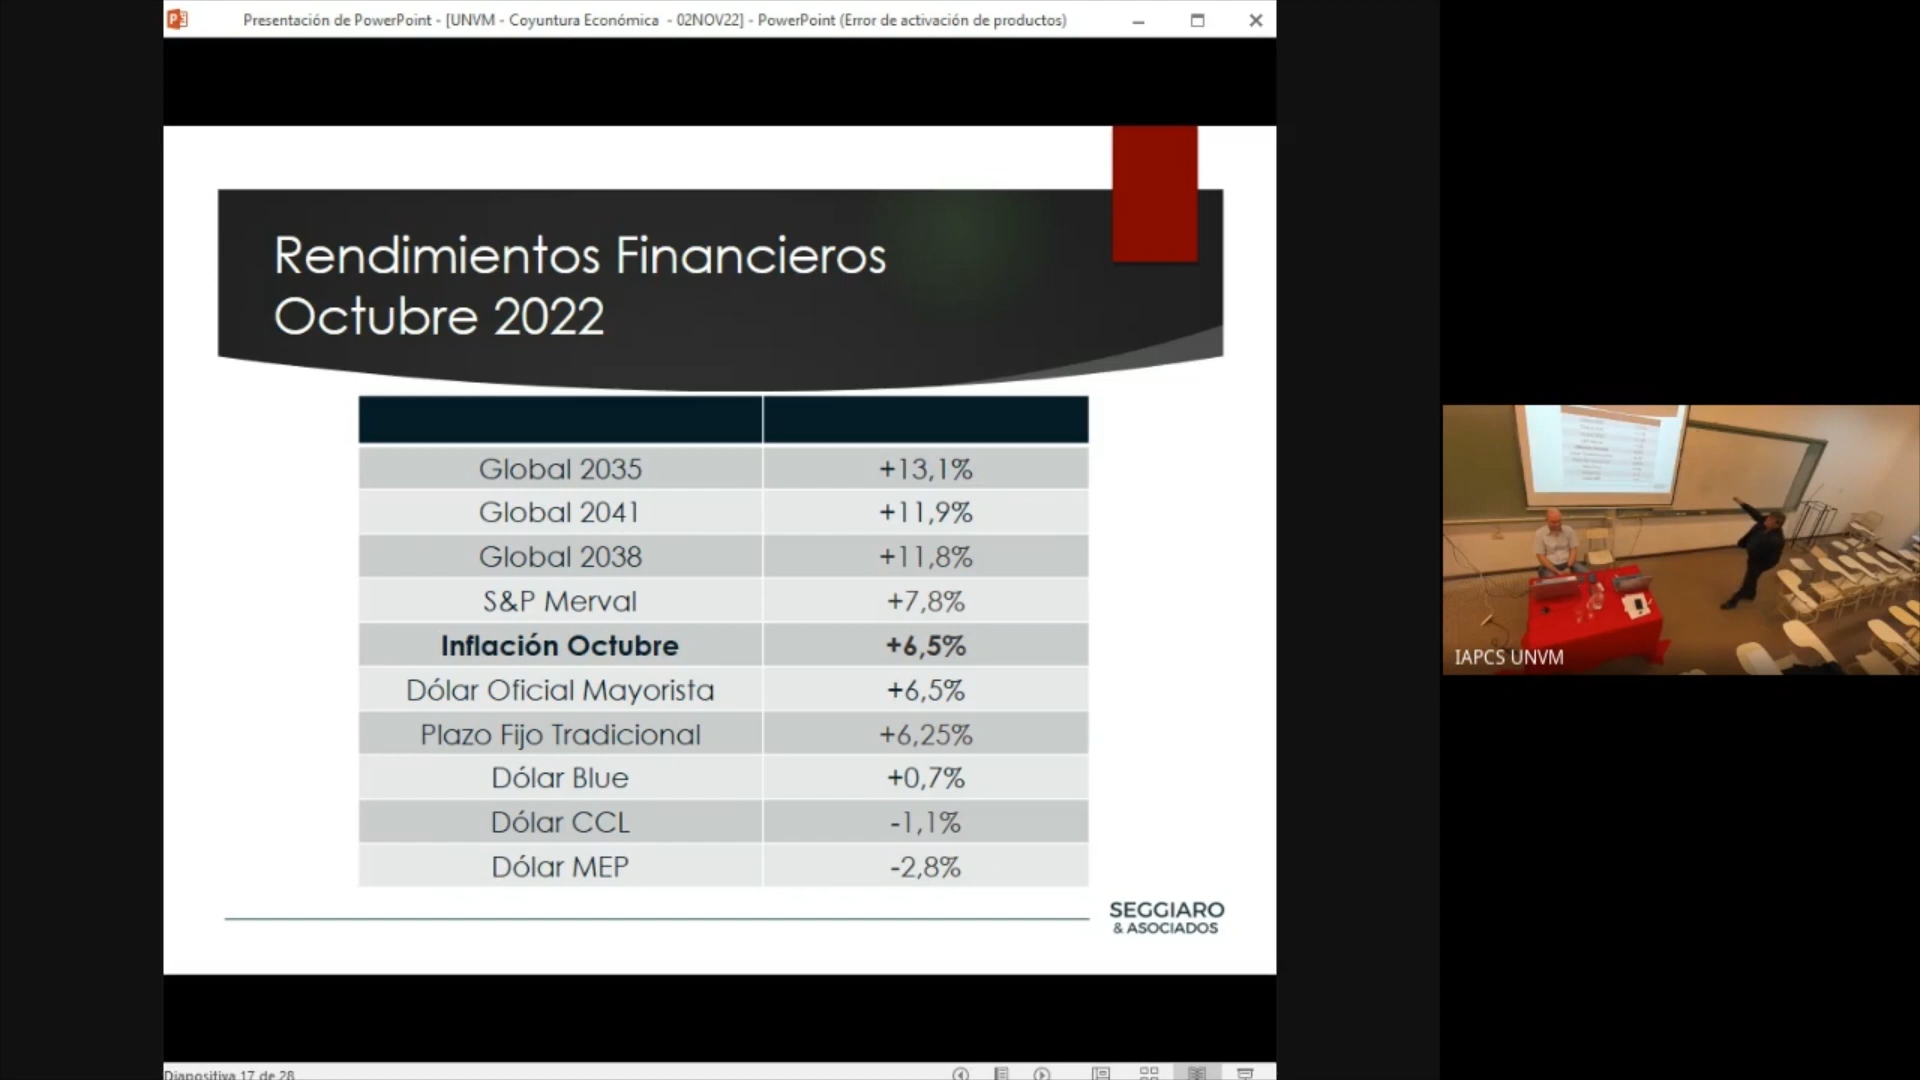 Presentación de PowerPoint - [UNVM - Coyuntura Económica - 02NOV22] - PowerPoint (Error de activación de productos)
Rendimientos Financieros
Octubre 2022
Global 2035 +13,1%
Global 2041 +11,9%
Global 2038 +11,8%
S&P Merval +7,8%
Inflación Octubre +6,5%
Dólar Oficial Mayorista +6,5%
Plazo Fijo Tradicional +6,25%
Dólar Blue +0,7%
Dólar CCL -1,1%
Dólar MEP -2,8%
SEGGIARO
& ASOCIADOS
IAPCS UNVM
Diapositiva 17 de 28